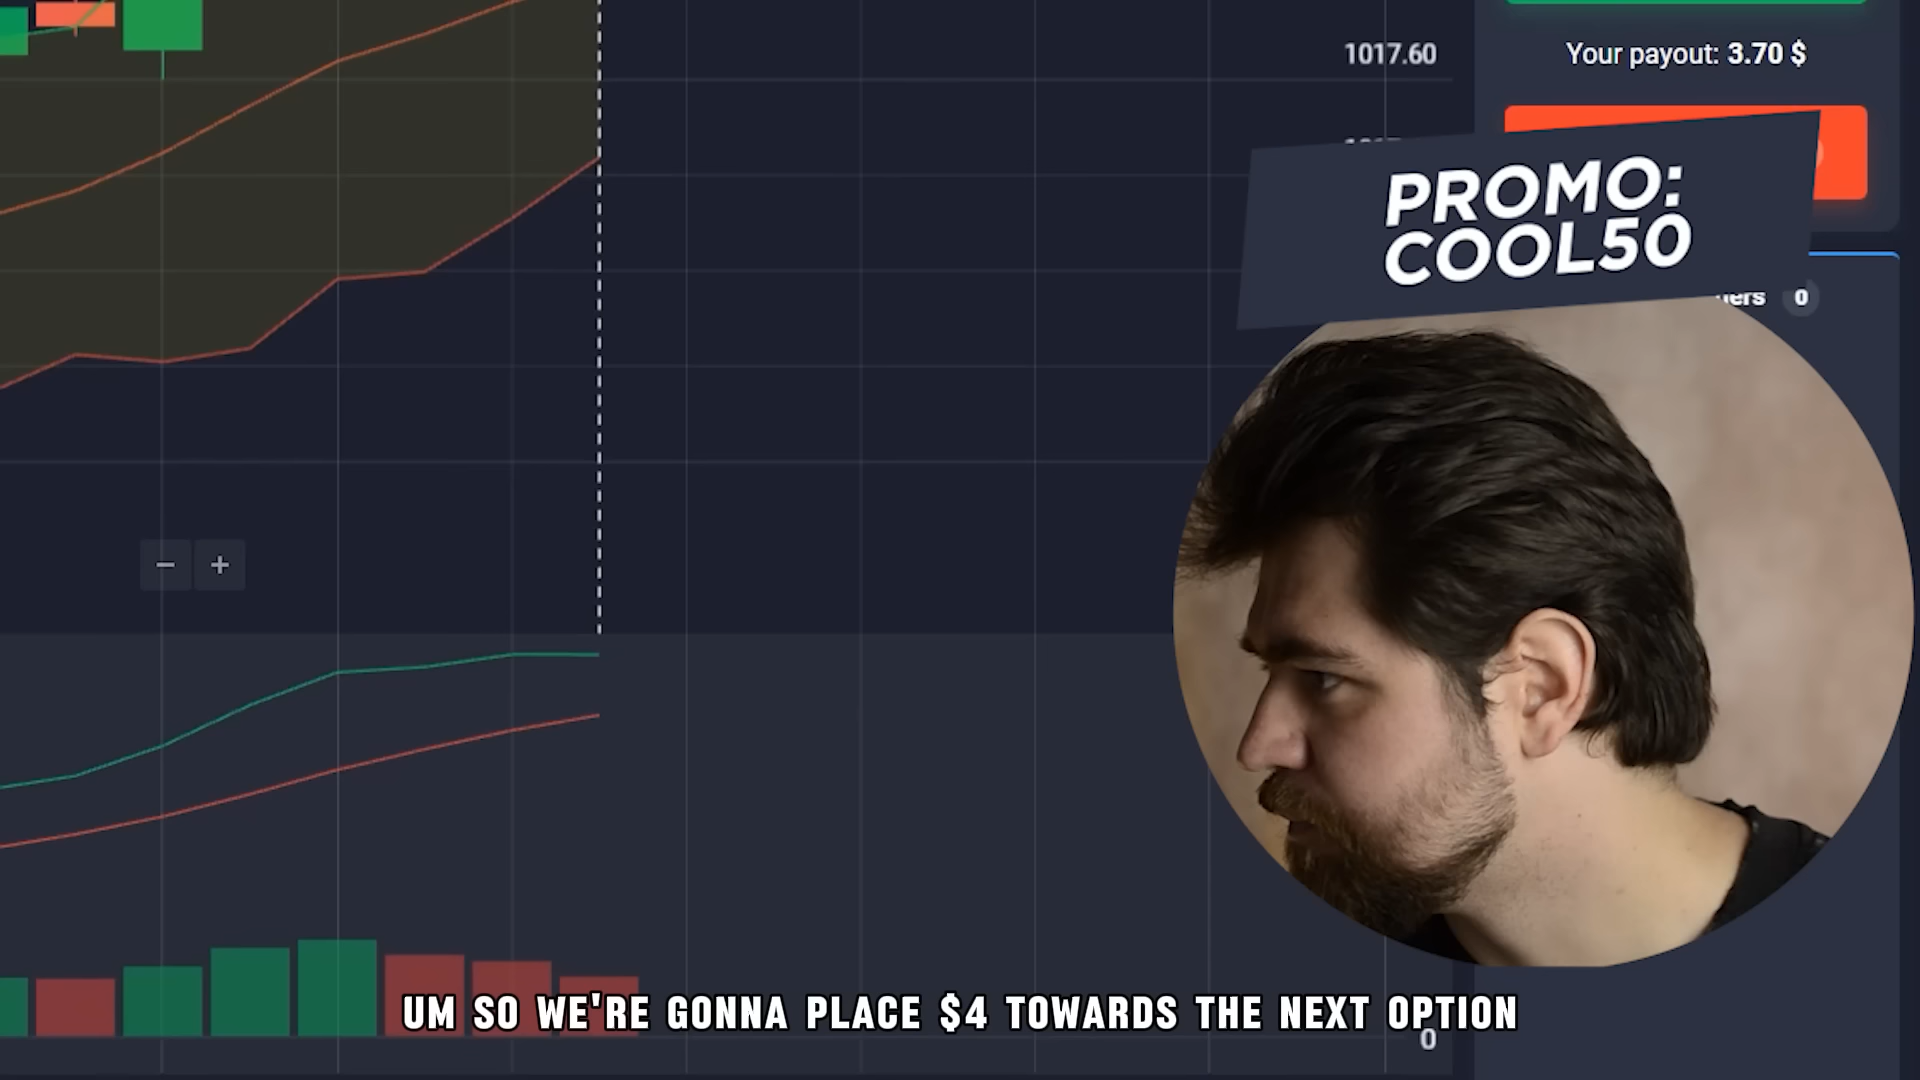 1017.60
Your payout: 3.70 $
PROMO:
COOL50
0
UM SO WE'RE GONNA PLACE $4 TOWARDS THE NEXT OPTION
0